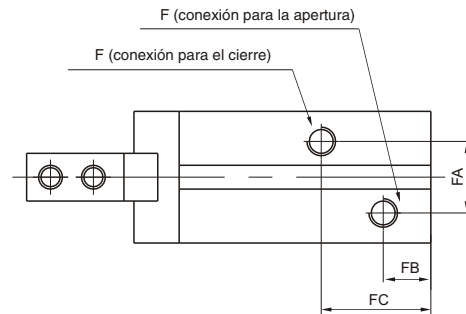 F (conexión para la apertura)
F (conexión para el cierre)
FA
FB
FC